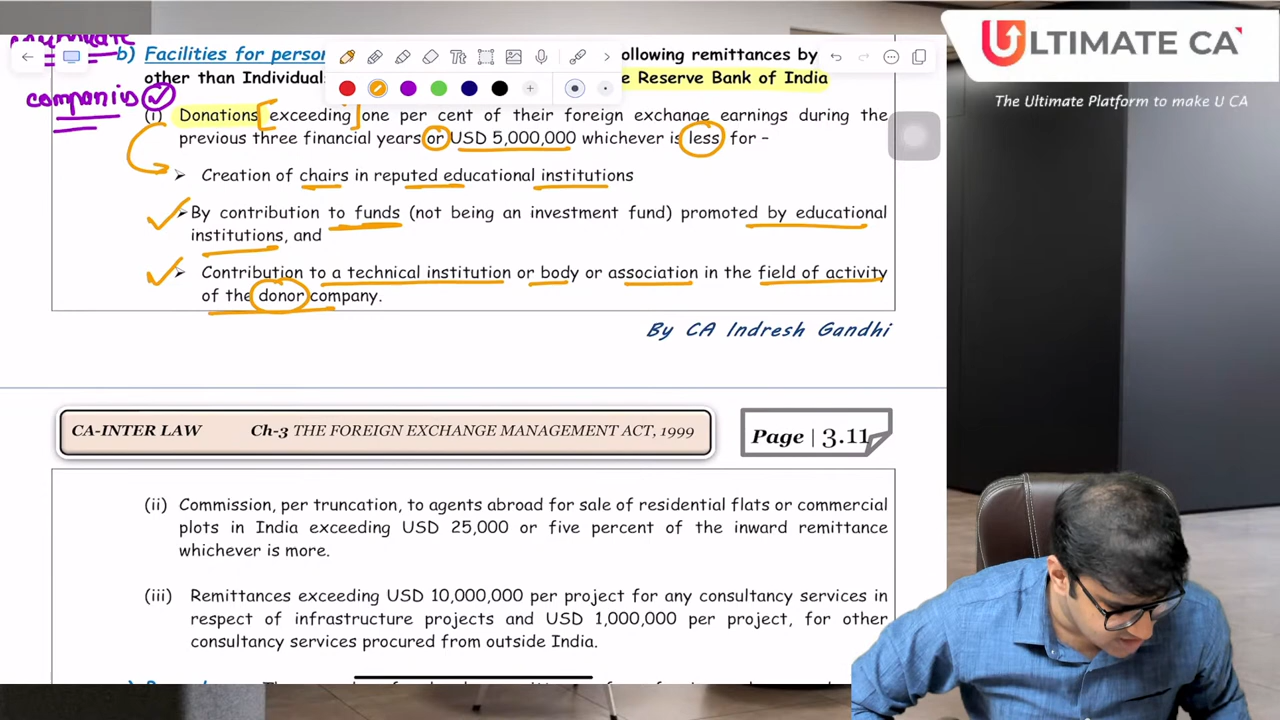 ULTIMATE CA
The Ultimate Platform to make U CA
b) Facilities for person
ollowing remittances by
other than Individual
e Reserve Bank of India
companies
(i) Donations [exceeding] one per cent of their foreign exchange earnings during the
previous three financial years or USD 5,000,000 whichever is less for –
Creation of chairs in reputed educational institutions
By contribution to funds (not being an investment fund) promoted by educational
institutions, and
Contribution to a technical institution or body or association in the field of activity
of the donor company.
By CA Indresh Gandhi
CA-INTER LAW Ch-3 THE FOREIGN EXCHANGE MANAGEMENT ACT, 1999
Page | 3.11
(ii) Commission, per truncation, to agents abroad for sale of residential flats or commercial
plots in India exceeding USD 25,000 or five percent of the inward remittance
whichever is more.
(iii) Remittances exceeding USD 10,000,000 per project for any consultancy services in
respect of infrastructure projects and USD 1,000,000 per project, for other
consultancy services procured from outside India.